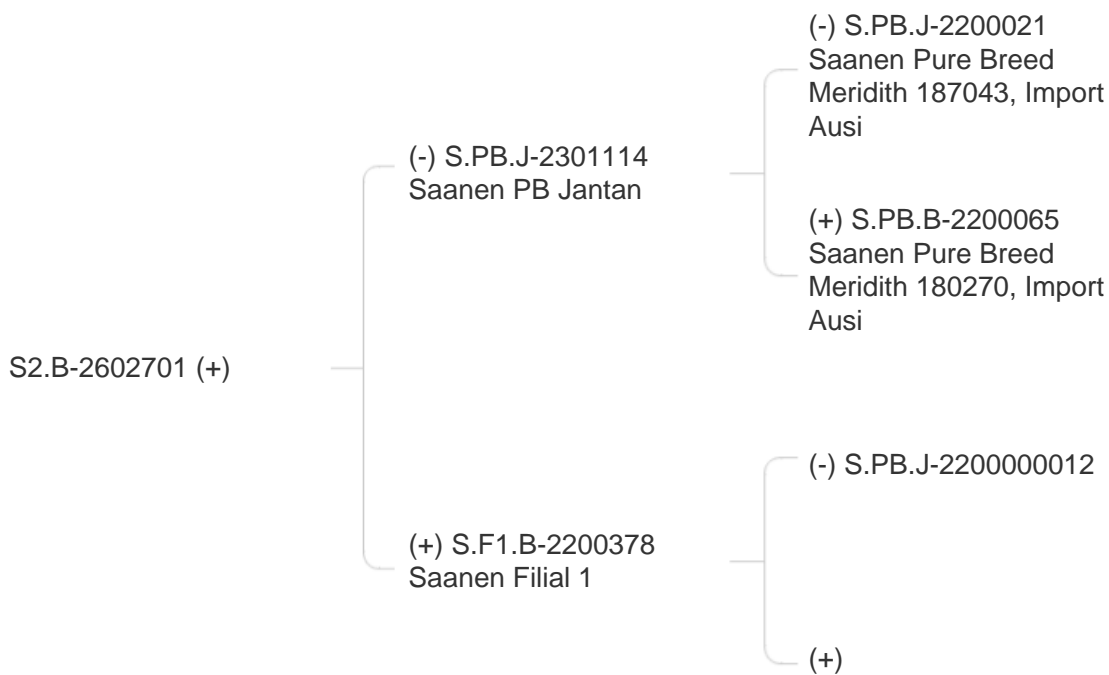 S2.B-2602701 (+)
(-) S.PB.J-2301114
Saanen PB Jantan
(+) S.F1.B-2200378
Saanen Filial 1
(-) S.PB.J-2200021
Saanen Pure Breed
Meridith 187043, Import
Ausi
(+) S.PB.B-2200065
Saanen Pure Breed
Meridith 180270, Import
Ausi
(-) S.PB.J-2200000012
(+)